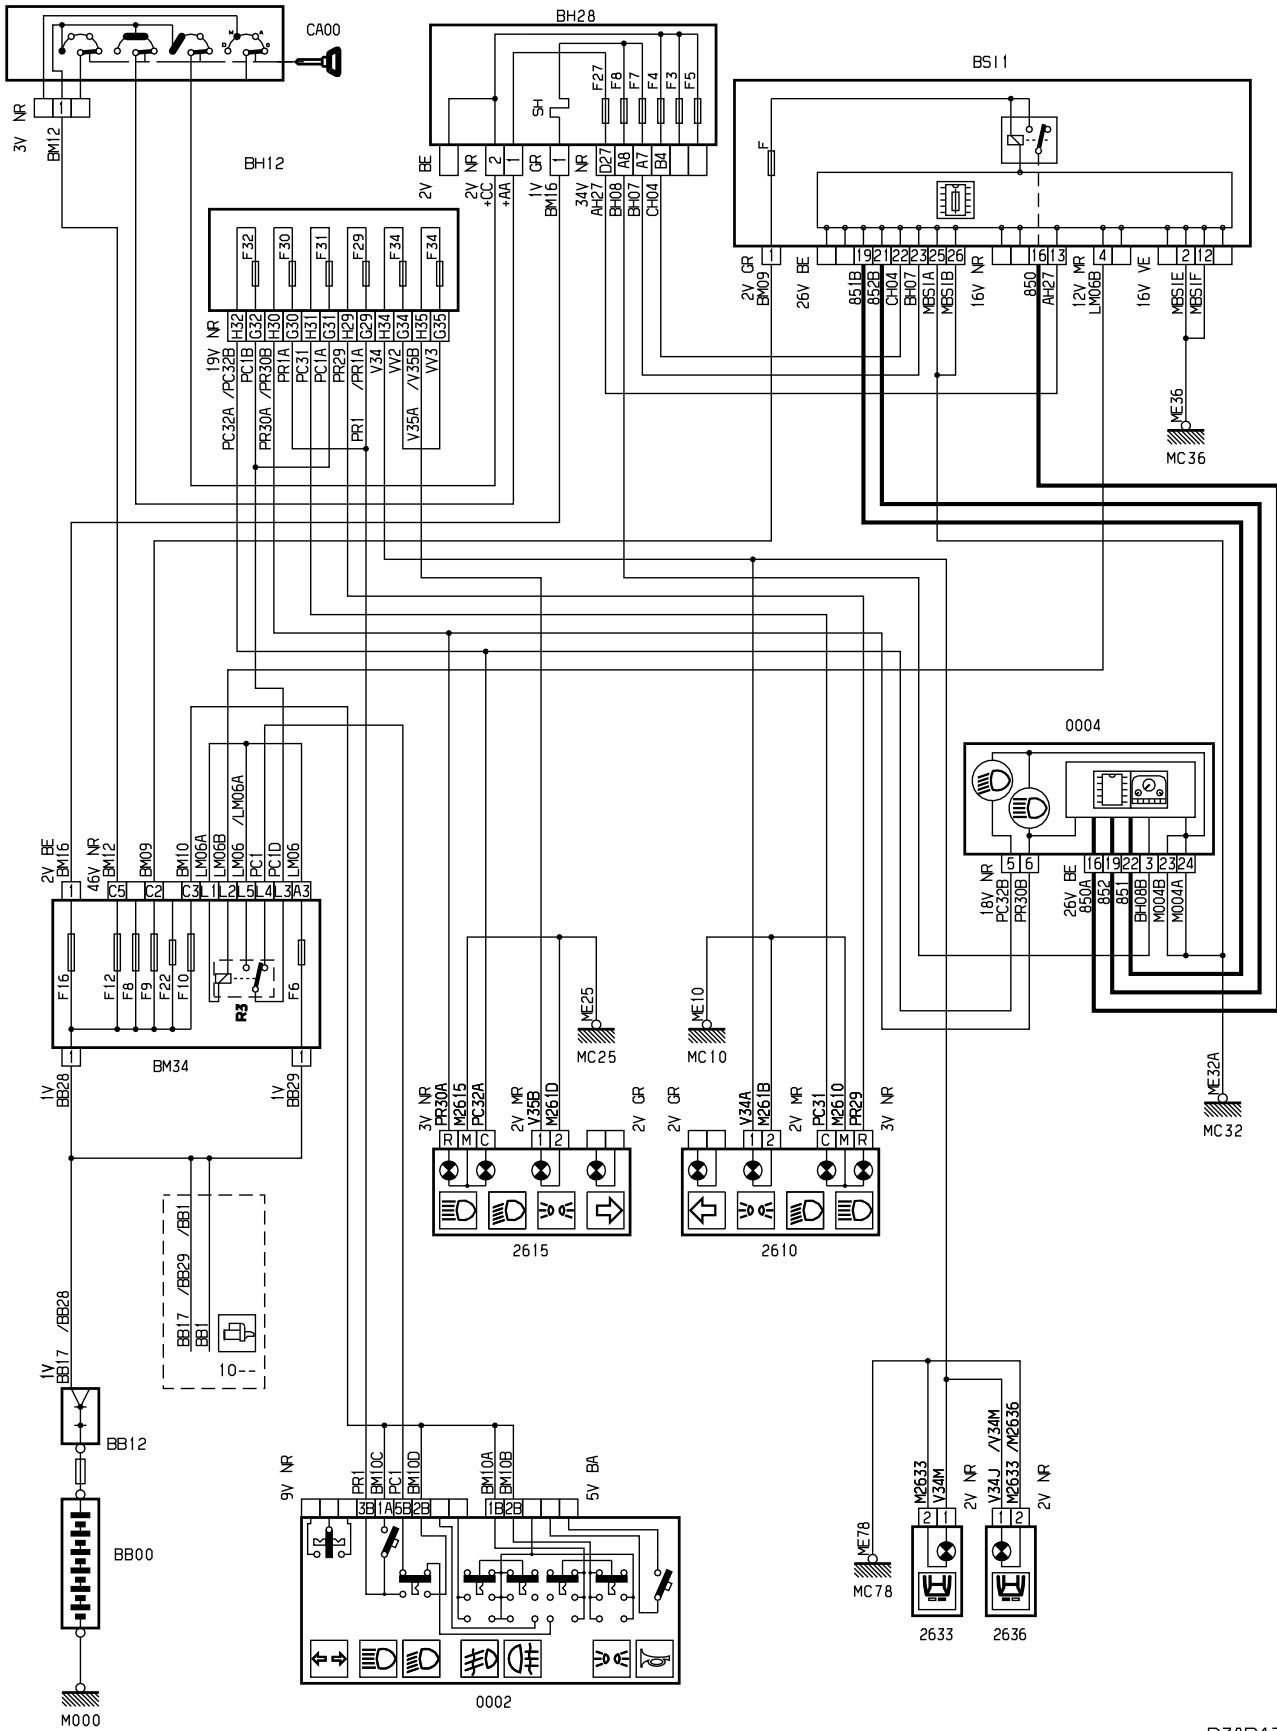 CA00
M A
D O
1
3V NR
BM12
BH28
SH
F27
F8
F7
F4
F3
F5
2 1 1 D27 A8 A7 B4
2V BE
2V NR
+CC
+AA
1V GR
BM16
34V NR
AH27
BH08
BH07
CH04
BSI1
F
1 19 21 22 23 25 26 16 13 4 2 12
2V GR
BM09
26V BE
851B
852B
CH04
BH07
MBS1A
MBS1B
16V NR
850
AH27
12V MR
LM06B
16V VE
MBS1E
MBS1F
ME36
MC36
BH12
F32
F30
F31
F29
F34
F34
H32 G32 H30 G30 H31 G31 H29 G29 H34 G34 H35 G35
19V NR
PC32A /PC32B
PC1B
PR30A /PR30B
PR1A
PC31
PC1A
PR29
PR1 /PR1A
V34
VV2
V35A /V35B
VV3
0004
5 6 16 19 22 3 23 24
18V NR
PC32B
PR30B
26V BE
850A
852
851
BH08B
M004B
M004A
ME32A
MC32
2V BE
BM16
46V NR
BM12
BM09
BM10
LM06A
LM06B
LM06 /LM06A
PC1
PC1D
LM06
1 C5 C2 C3 L1 L2 L5 L4 L3 A3
F16
F12
F8
F9
F22
F10
R3
F6
1 1
BM34
1V
BB28
1V
BB29
ME25
MC25
ME10
MC10
3V NR
PR30A
M2615
PC32A
2V MR
V35B
M261D
2V GR
R M C 1 2
2615
2V GR
V34A
M261B
2V MR
PC31
M2610
PR29
3V NR
1 2 C M R
2610
BB17 /BB29 /BB1
BB1
10--
1V
BB17 /BB28
BB12
BB00
M000
9V NR
PR1
BM10C
PC1
BM10D
BM10A
BM10B
5V BA
3B 1A 5B 2B 1B 2B
0002
ME78
MC78
M2633
V34M
2V NR
V34J /V34M
M2633 /M2636
2V NR
2 1 1 2
2633
2636